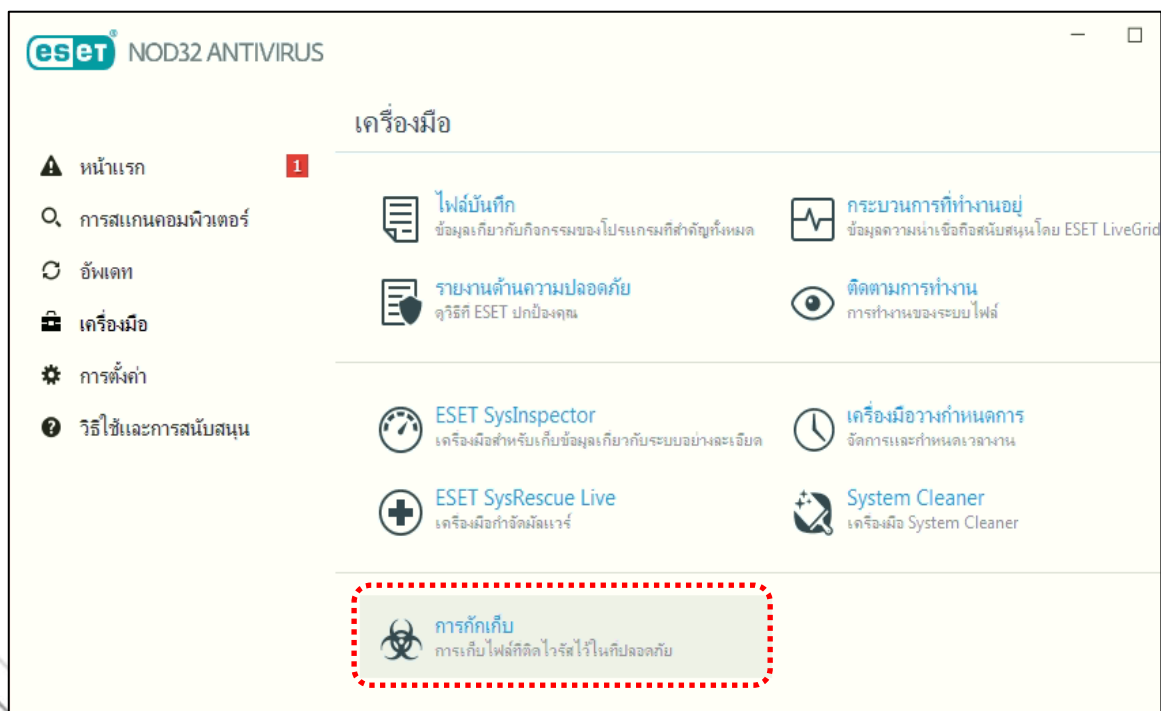 eset® NOD32 ANTIVIRUS
เครื่องมือ
หน้าแรก 1
การสแกนคอมพิวเตอร์
อัพเดท
เครื่องมือ
การตั้งค่า
วิธีใช้และการสนับสนุน
ไฟล์บันทึก
ข้อมูลเกี่ยวกับกิจกรรมของโปรแกรมที่สำคัญทั้งหมด
กระบวนการที่ทำงานอยู่
ข้อมูลความน่าเชื่อถือสนับสนุนโดย ESET LiveGrid
รายงานด้านความปลอดภัย
ดูวิธีที่ ESET ปกป้องคุณ
ติดตามการทำงาน
การทำงานของระบบไฟล์
ESET SysInspector
เครื่องมือสำหรับเก็บข้อมูลเกี่ยวกับระบบอย่างละเอียด
เครื่องมือวางกำหนดการ
จัดการและกำหนดเวลางาน
ESET SysRescue Live
เครื่องมือกำจัดมัลแวร์
System Cleaner
เครื่องมือ System Cleaner
การกักเก็บ
การเก็บไฟล์ที่ติดไวรัสไว้ในที่ปลอดภัย